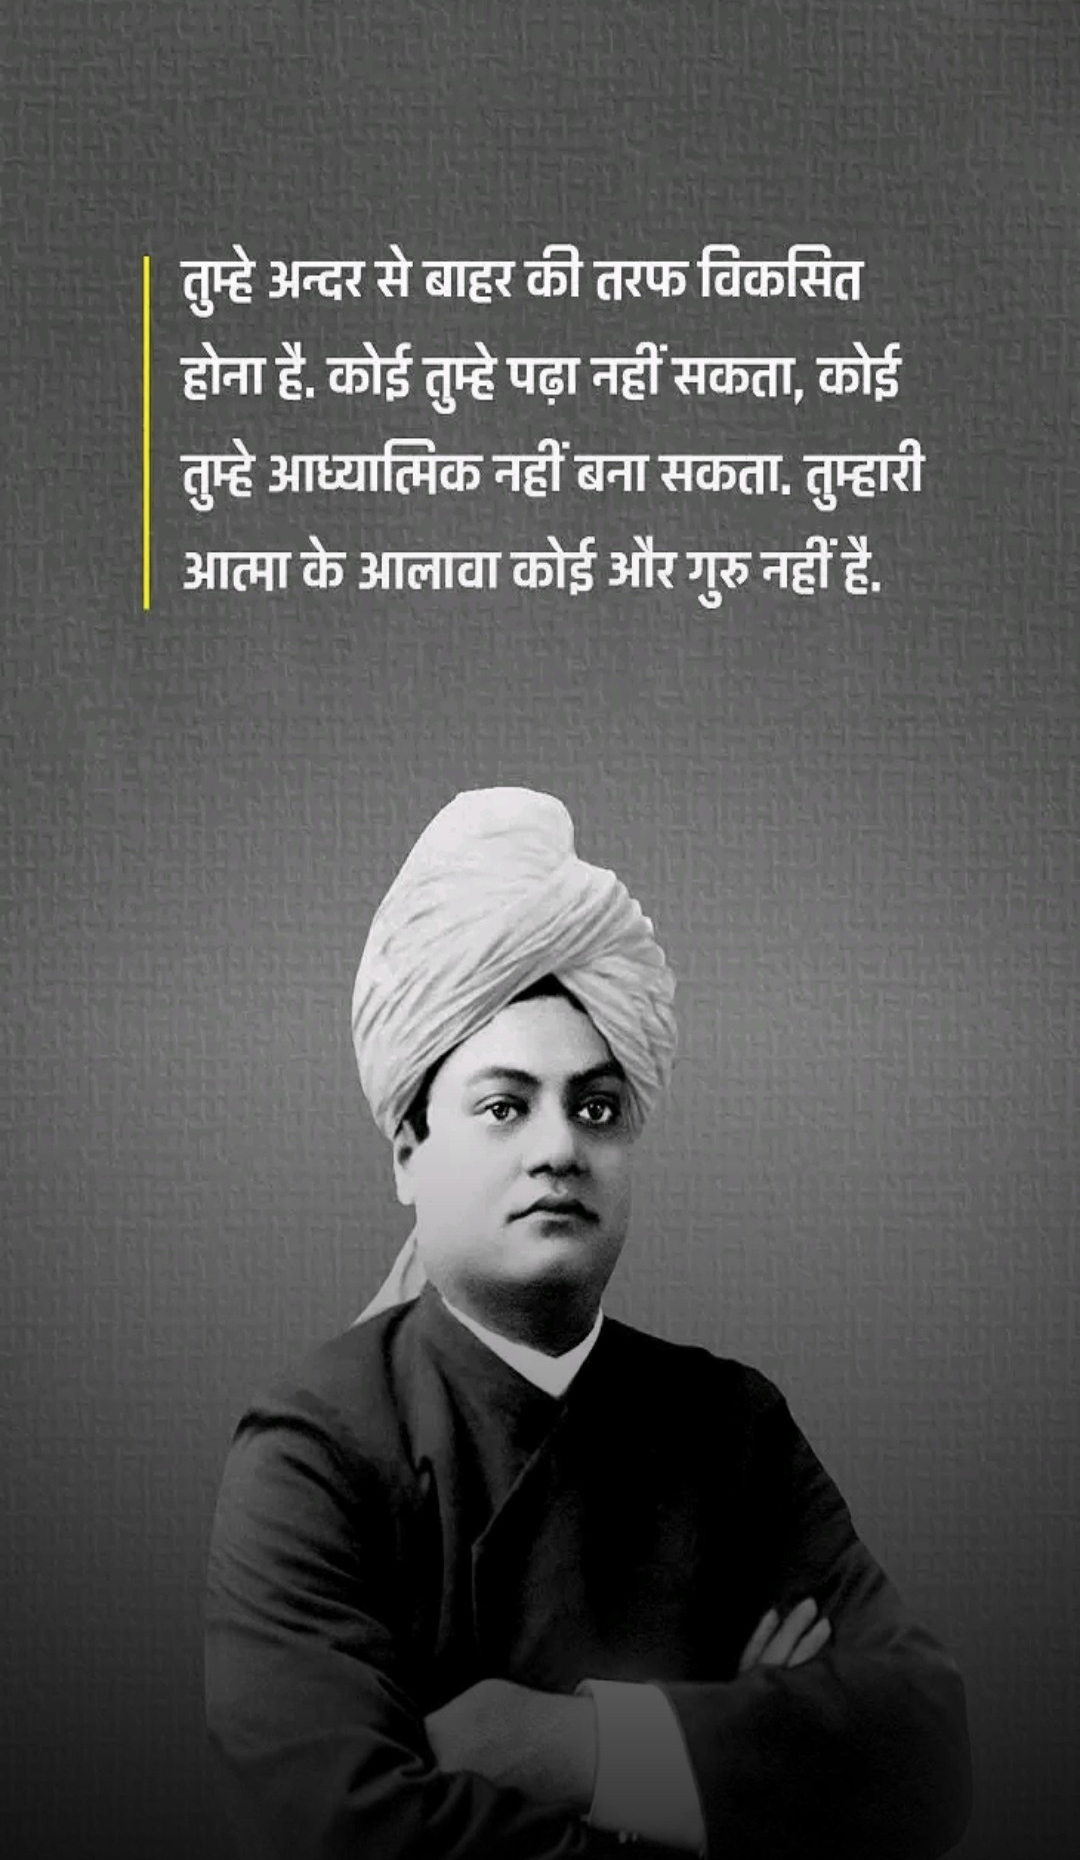 तुम्हे अन्दर से बाहर की तरफ विकसित
होना है. कोई तुम्हे पढ़ा नहीं सकता, कोई
तुम्हे आध्यात्मिक नहीं बना सकता. तुम्हारी
आत्मा के आलावा कोई और गुरु नहीं है.